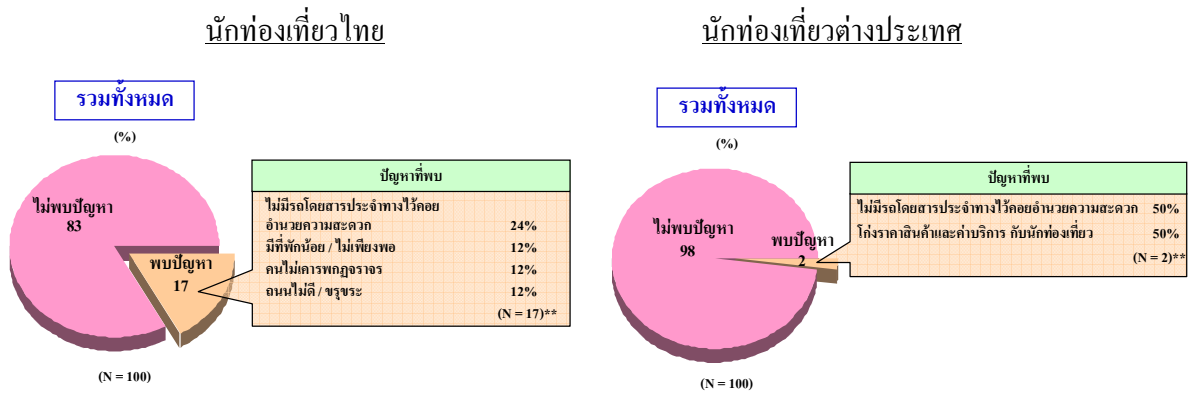 นักท่องเที่ยวไทย
รวมทั้งหมด
(%)
ไม่พบปัญหา
83
พบปัญหา
17
ปัญหาที่พบ
ไม่มีรถโดยสารประจำทางไว้คอย
อำนวยความสะดวก 24%
มีที่พักน้อย / ไม่เพียงพอ 12%
คนไม่เคารพกฎจราจร 12%
ถนนไม่ดี / ขรุขระ 12%
(N = 17)**
(N = 100)
นักท่องเที่ยวต่างประเทศ
รวมทั้งหมด
(%)
ไม่พบปัญหา
98
พบปัญหา
2
ปัญหาที่พบ
ไม่มีรถโดยสารประจำทางไว้คอยอำนวยความสะดวก 50%
โก่งราคาสินค้าและค่าบริการ กับนักท่องเที่ยว 50%
(N = 2)**
(N = 100)